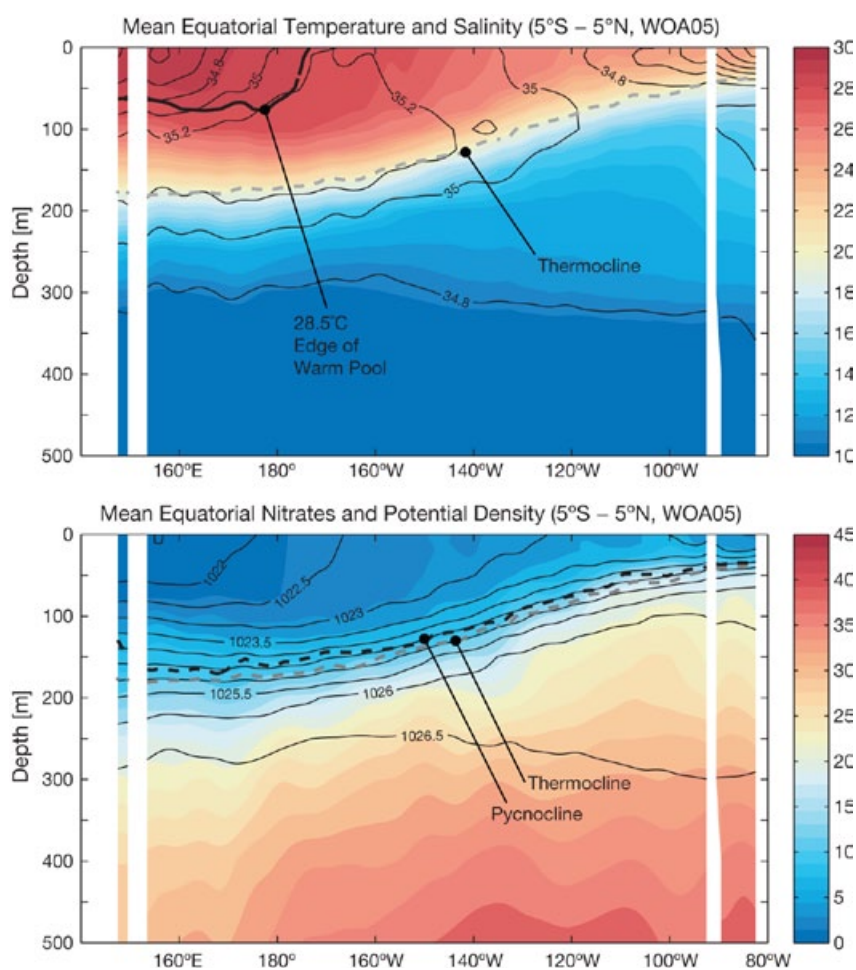 Mean Equatorial Temperature and Salinity (5°S – 5°N, WOA05)
0
100
200
300
400
500
Depth [m]
160°E
180°
160°W
140°W
120°W
100°W
30
28
26
24
22
20
18
16
14
12
10
34.8
35
35.2
35.2
35
34.8
35
34.8
Thermocline
28.5°C
Edge of
Warm Pool
Mean Equatorial Nitrates and Potential Density (5°S – 5°N, WOA05)
0
100
200
300
400
500
Depth [m]
160°E
180°
160°W
140°W
120°W
100°W
80°W
45
40
35
30
25
20
15
10
5
0
1022
1022.5
1023
1023.5
1025.5
1026
1026.5
Thermocline
Pycnocline